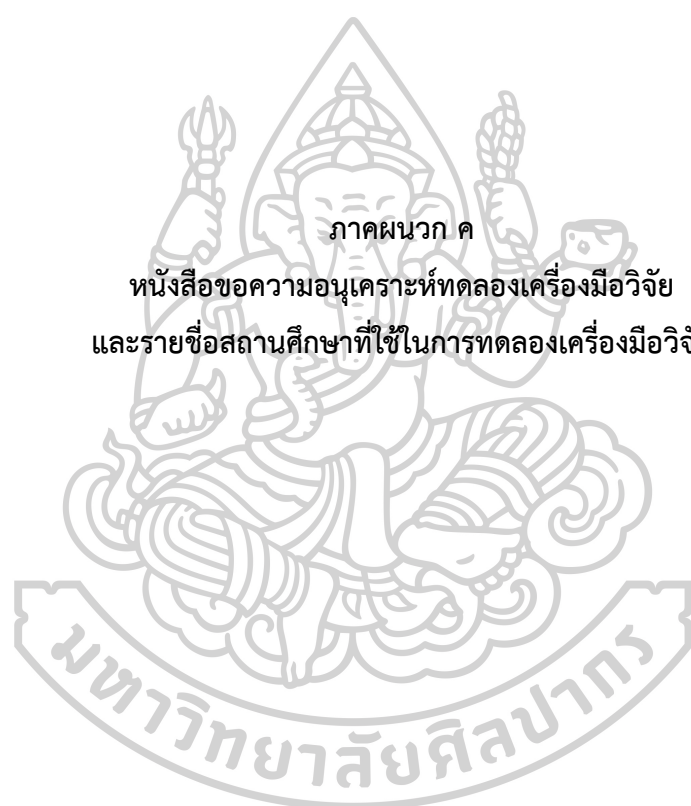 ภาคผนวก ค
หนังสือขอความอนุเคราะห์ทดลองเครื่องมือวิจัย
และรายชื่อสถานศึกษาที่ใช้ในการทดลองเครื่องมือวิจ
มหาวิทยาลัยศิลปากร